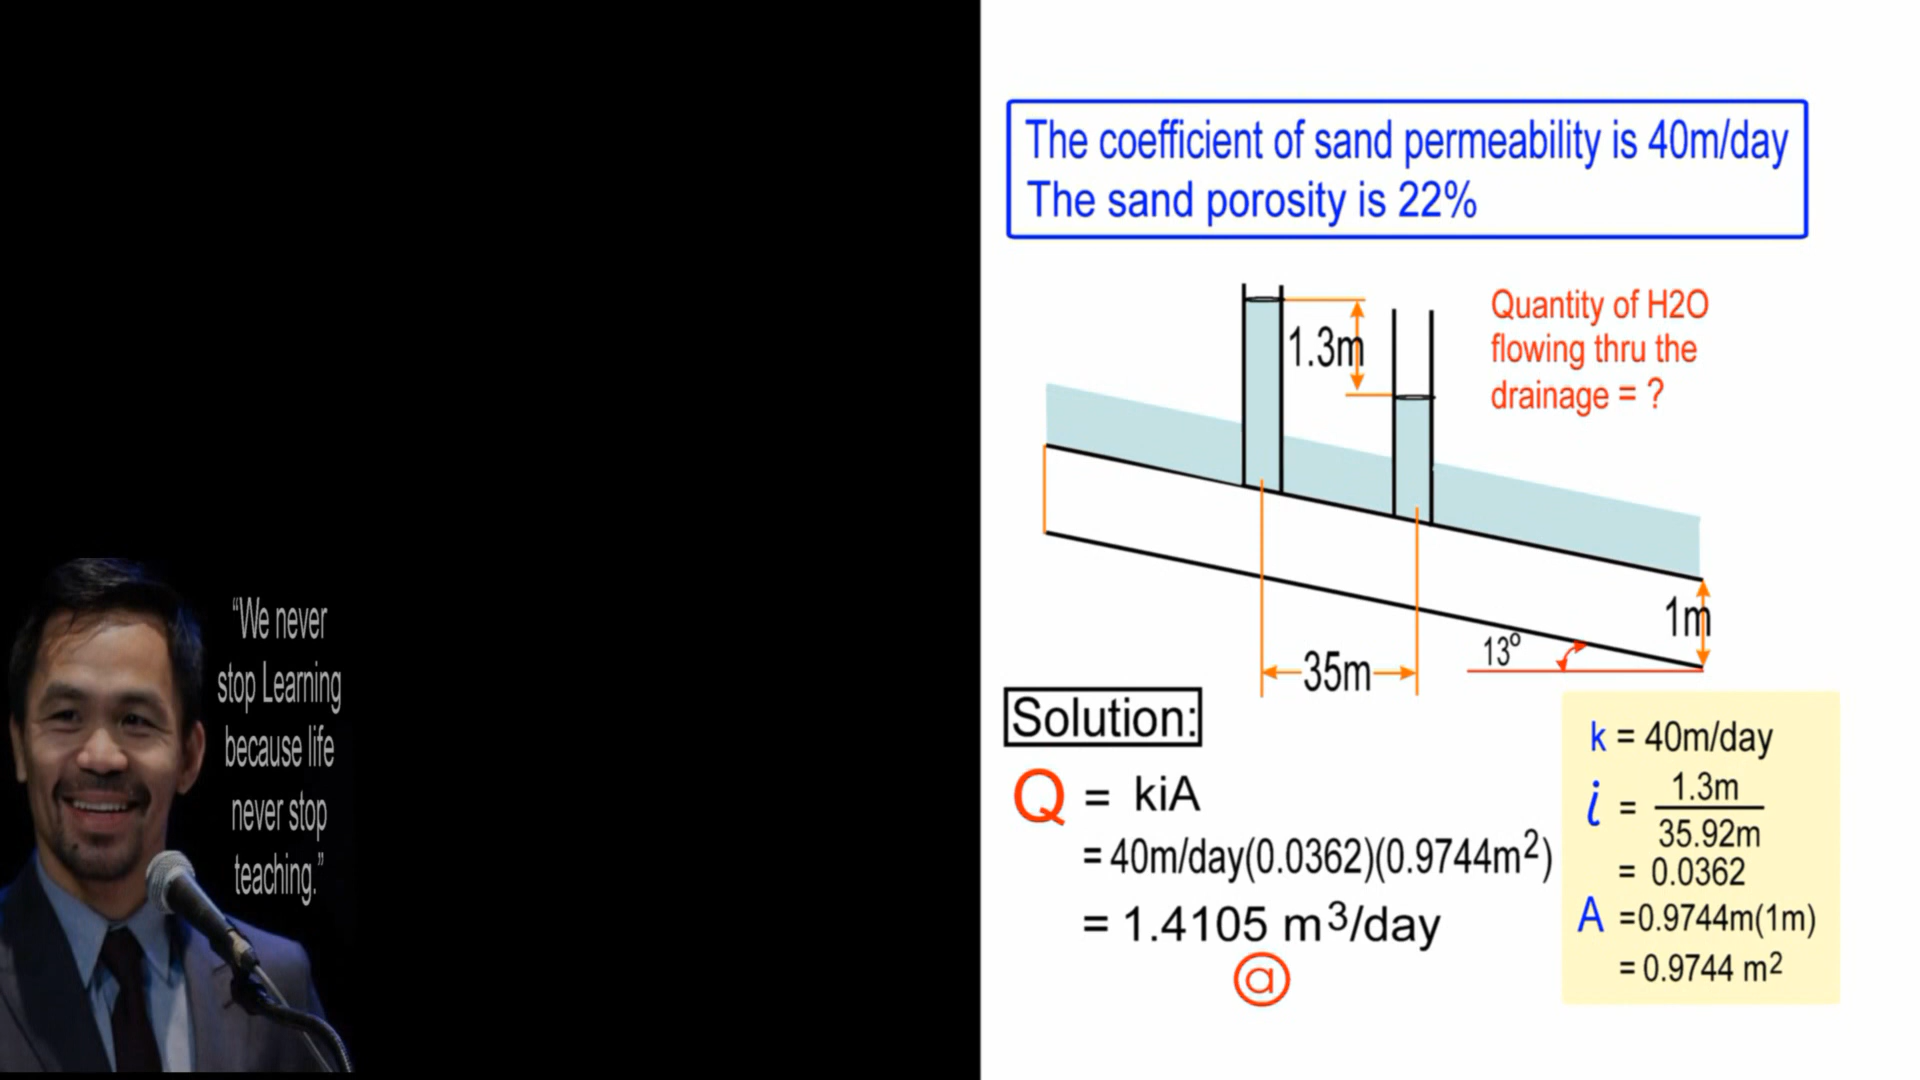 The coefficient of sand permeability is 40m/day
The sand porosity is 22%
Quantity of H2O
flowing thru the
drainage = ?
1.3m
1m
13°
35m
Solution:
Q = kiA
= 40m/day(0.0362)(0.9744m²)
= 1.4105 m³/day
ⓐ
k = 40m/day
i = 1.3m
35.92m
= 0.0362
A =0.9744m(1m)
= 0.9744 m²
“We never
stop Learning
because life
never stop
teaching.”